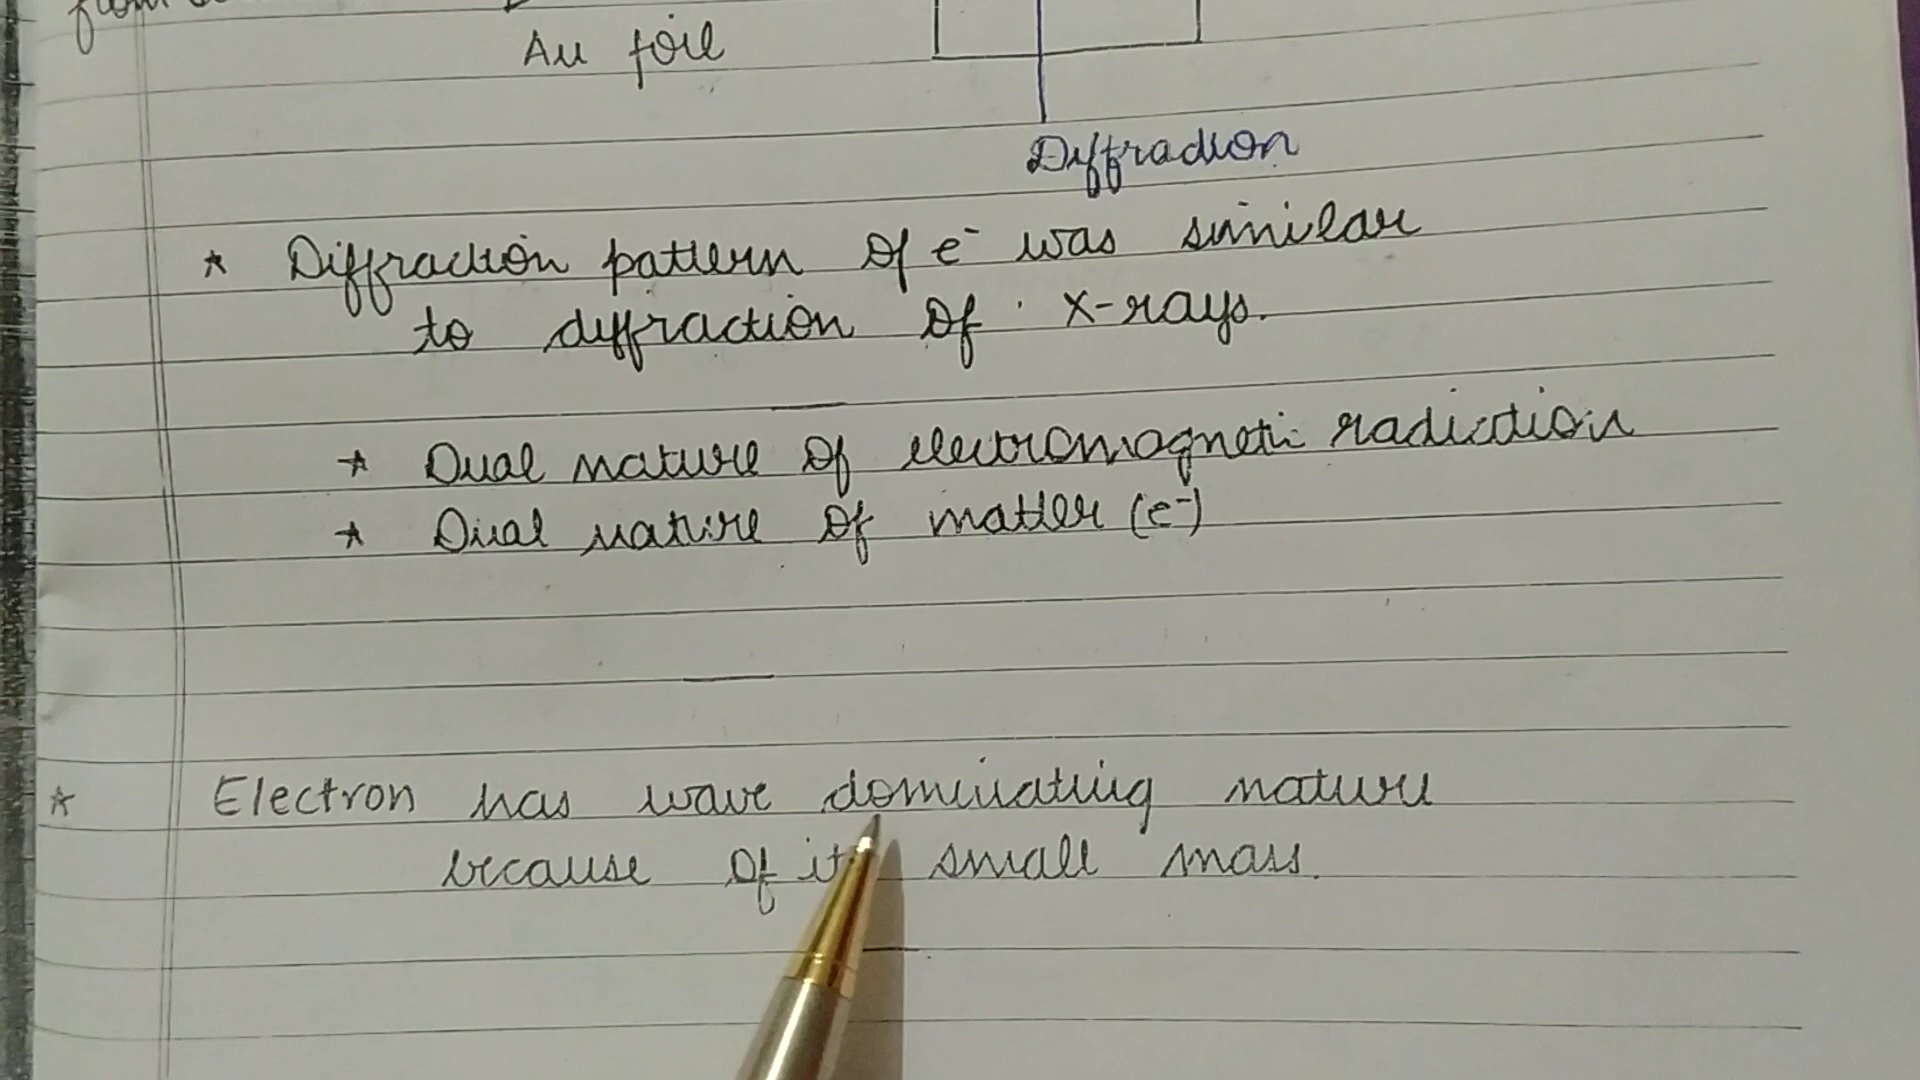 Au foil
Diffraction
* Diffraction pattern of e⁻ was similar
to diffraction of x-rays.
* Dual nature of electromagnetic radiation
* Dual nature of matter (e⁻)
* Electron has wave dominating nature
because of its small mass.